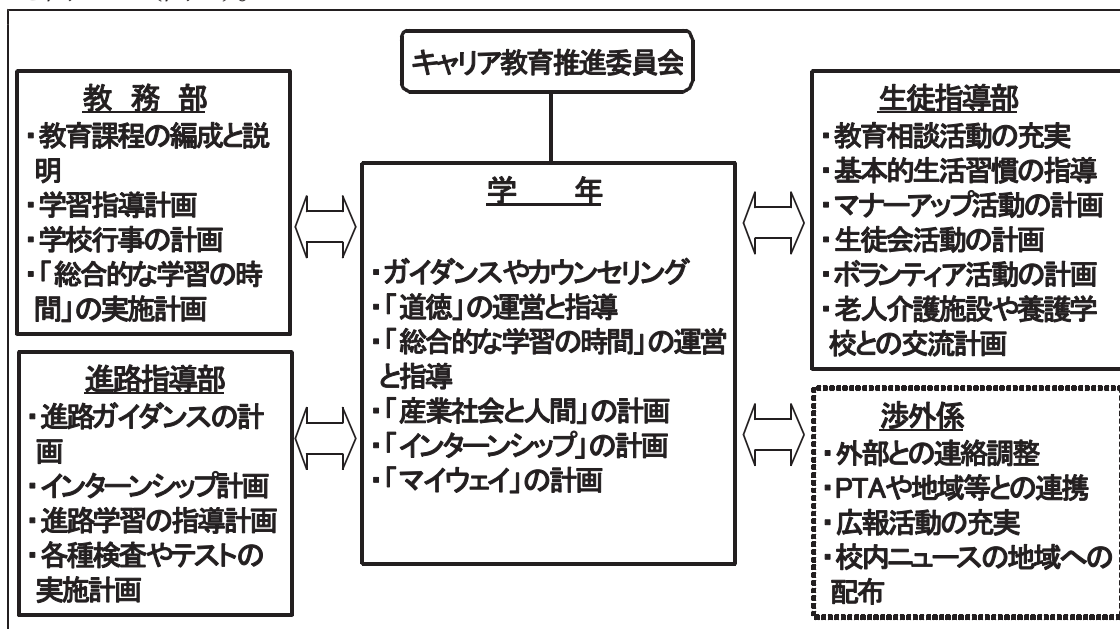 キャリア教育推進委員会
教 務 部
・教育課程の編成と説
明
・学習指導計画
・学校行事の計画
・「総合的な学習の時
間」の実施計画
進路指導部
・進路ガイダンスの計
画
・インターンシップ計画
・進路学習の指導計画
・各種検査やテストの
実施計画
学 年
・ガイダンスやカウンセリング
・「道徳」の運営と指導
・「総合的な学習の時間」の運営
と指導
・「産業社会と人間」の計画
・「インターンシップ」の計画
・「マイウェイ」の計画
生徒指導部
・教育相談活動の充実
・基本的生活習慣の指導
・マナーアップ活動の計画
・生徒会活動の計画
・ボランティア活動の計画
・老人介護施設や養護学
校との交流計画
渉外係
・外部との連絡調整
・PTAや地域等との連携
・広報活動の充実
・校内ニュースの地域への
配布